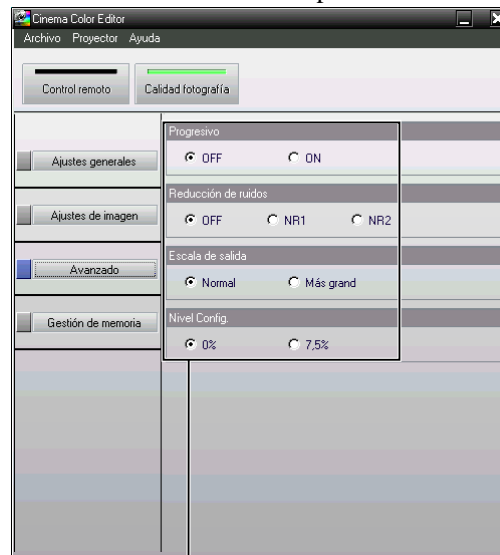 Cinema Color Editor
Archivo Proyector Ayuda
Control remoto Calidad fotografía
Progresivo
OFF ON
Ajustes generales
Reducción de ruidos
OFF NR1 NR2
Ajustes de imagen
Escala de salida
Normal Más grand
Avanzado
Nivel Config.
0% 7,5%
Gestión de memoria